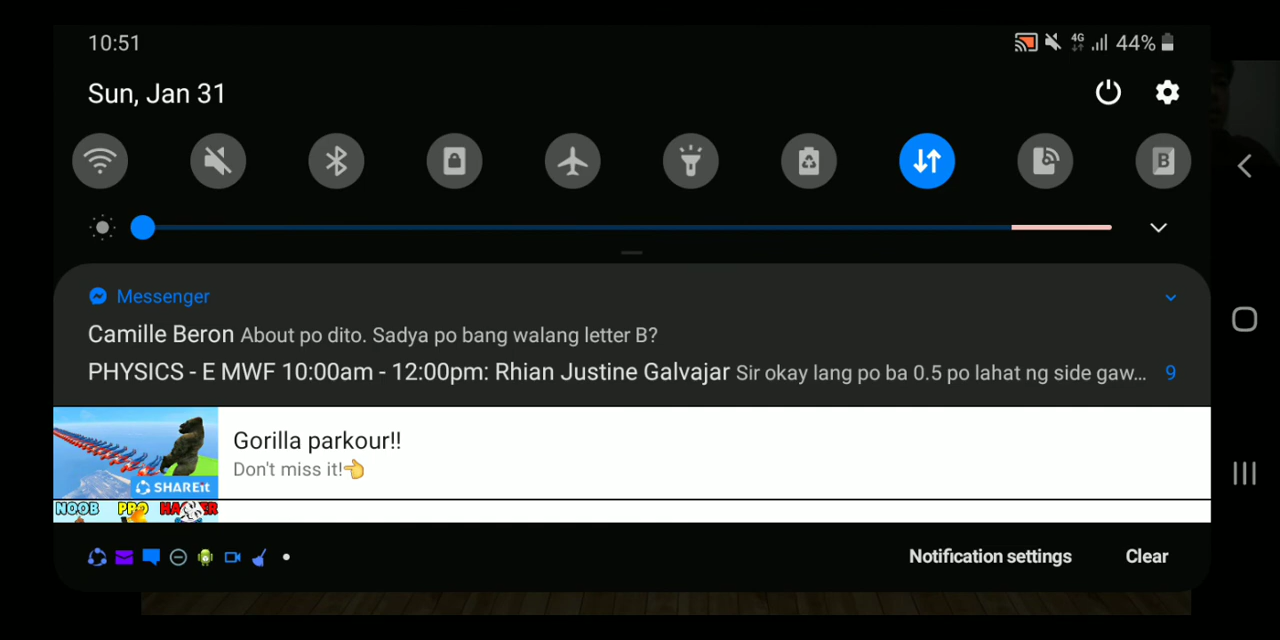 10:51
4G
44%
Sun, Jan 31
B
Messenger
Camille Beron About po dito. Sadya po bang walang letter B?
PHYSICS - E MWF 10:00am - 12:00pm: Rhian Justine Galvajar Sir okay lang po ba 0.5 po lahat ng side gaw... 9
Gorilla parkour!!
Don't miss it!👈
SHAREit
NOOB PRO HACKER
Notification settings Clear